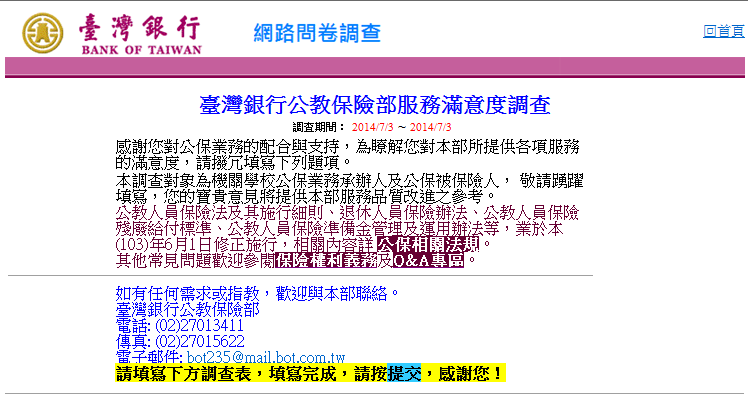 臺灣銀行
BANK OF TAIWAN
網路問卷調查
回首頁
臺灣銀行公教保險部服務滿意度調查
調查期間： 2014/7/3 ~ 2014/7/3
感謝您對公保業務的配合與支持，為瞭解您對本部所提供各項服務
的滿意度，請撥冗填寫下列題項。
本調查對象為機關學校公保業務承辦人及公保被保險人， 敬請踴躍
填寫，您的寶貴意見將提供本部服務品質改進之參考。
公教人員保險法及其施行細則、退休人員保險辦法、公教人員保險
殘廢給付標準、公教人員保險準備金管理及運用辦法等，業於本
(103)年6月1日修正施行，相關內容詳 公保相關法規。
其他常見問題歡迎參閱保險權利義務及Q&A專區。
如有任何需求或指教，歡迎與本部聯絡。
臺灣銀行公教保險部
電話: (02)27013411
傳真: (02)27015622
電子郵件: bot235@mail.bot.com.tw
請填寫下方調查表，填寫完成，請按提交，感謝您！